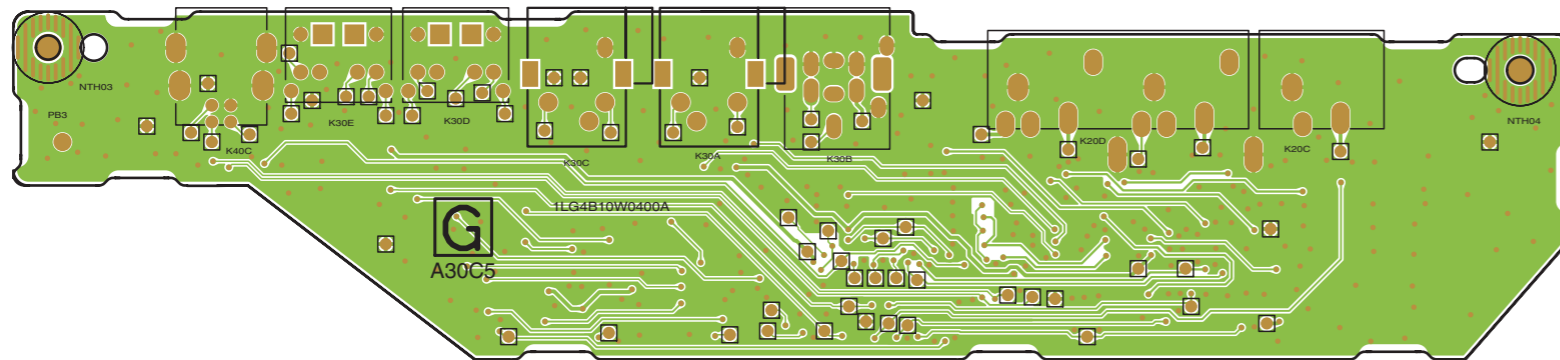 NTH03
PB3
K40C
K30E
K30D
K30C
K30A
K30B
K20D
K20C
NTH04
1LG4B10W0400A
G
A30C5